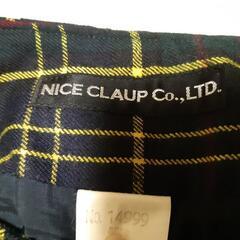 NICE CLAUP Co.,LTD.
No. 14999